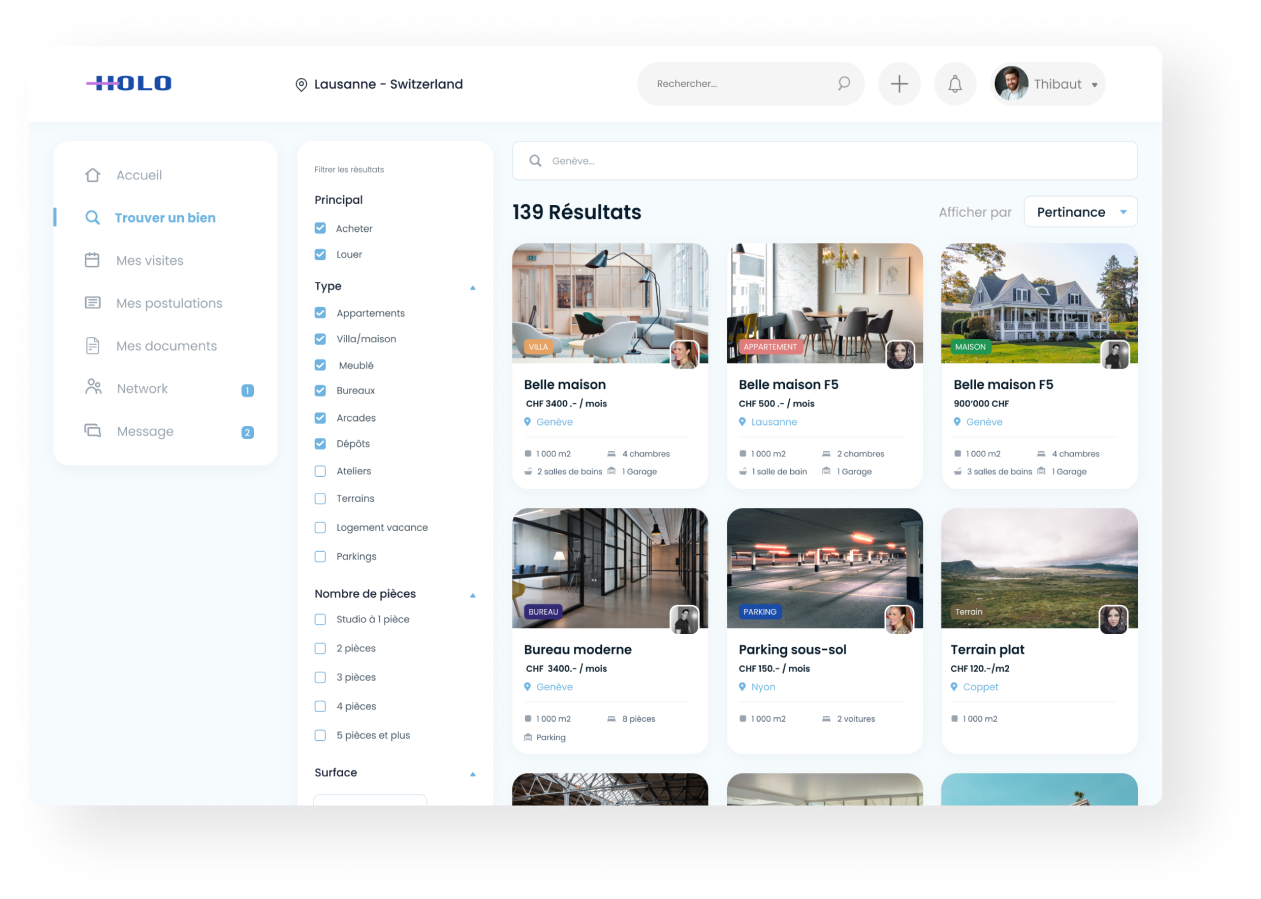 HOLO
Lausanne - Switzerland
Rechercher...
Thibaut
Accueil
Trouver un bien
Mes visites
Mes postulations
Mes documents
Network 1
Message 2
Filtrer les résultats
Principal
Acheter
Louer
Type
Appartements
Villa/maison
Meublé
Bureaux
Arcades
Dépôts
Ateliers
Terrains
Logement vacance
Parkings
Nombre de pièces
Studio à 1 pièce
2 pièces
3 pièces
4 pièces
5 pièces et plus
Surface
Genève...
139 Résultats
Afficher par
Pertinance
VILLA
Belle maison
CHF 3400 .- / mois
Genève
1 000 m2 4 chambres
2 salles de bains 1 Garage
APPARTEMENT
Belle maison F5
CHF 500 .- / mois
Lausanne
1 000 m2 2 chambres
1 salle de bain 1 Garage
MAISON
Belle maison F5
900'000 CHF
Genève
1 000 m2 4 chambres
3 salles de bains 1 Garage
BUREAU
Bureau moderne
CHF 3400.- / mois
Genève
1 000 m2 8 pièces
Parking
PARKING
Parking sous-sol
CHF 150.- / mois
Nyon
1 000 m2 2 voitures
Terrain
Terrain plat
CHF 120.-/m2
Coppet
1 000 m2